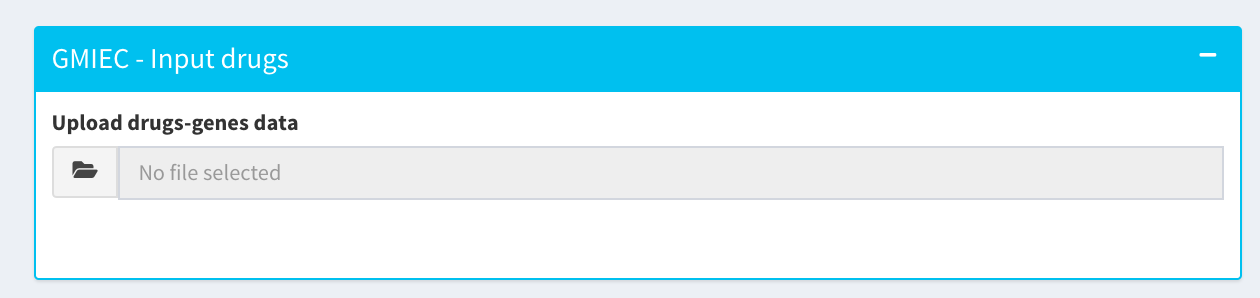 GMIEC - Input drugs
Upload drugs-genes data
No file selected